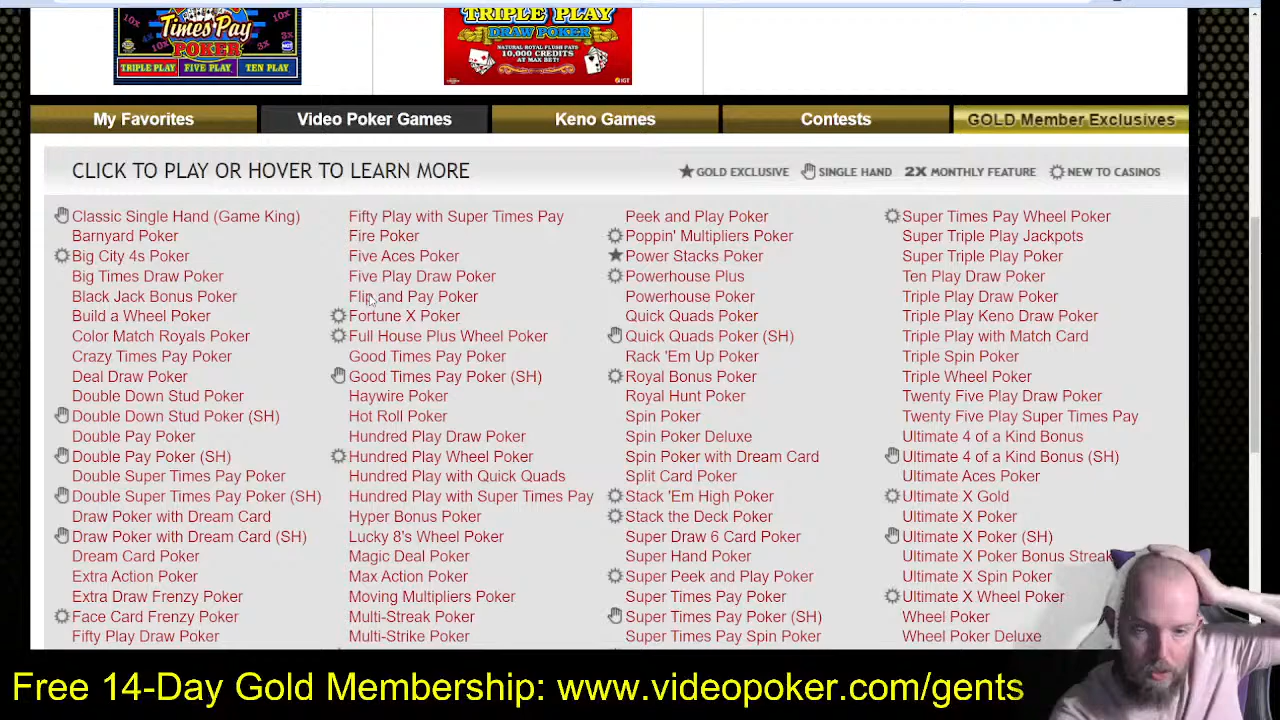 10x
10x
Times Pay
POKER
10x
3x
4x
10x
3x
TRIPLE PLAY FIVE PLAY TEN PLAY
TRIPLE PLAY
DRAW POKER
NATURAL ROYAL FLUSH PAYS
10,000 CREDITS
AT MAX BET!
IGT
My Favorites
Video Poker Games
Keno Games
Contests
GOLD Member Exclusives
CLICK TO PLAY OR HOVER TO LEARN MORE
GOLD EXCLUSIVE
SINGLE HAND
2X MONTHLY FEATURE
NEW TO CASINOS
Classic Single Hand (Game King)
Barnyard Poker
Big City 4s Poker
Big Times Draw Poker
Black Jack Bonus Poker
Build a Wheel Poker
Color Match Royals Poker
Crazy Times Pay Poker
Deal Draw Poker
Double Down Stud Poker
Double Down Stud Poker (SH)
Double Pay Poker
Double Pay Poker (SH)
Double Super Times Pay Poker
Double Super Times Pay Poker (SH)
Draw Poker with Dream Card
Draw Poker with Dream Card (SH)
Dream Card Poker
Extra Action Poker
Extra Draw Frenzy Poker
Face Card Frenzy Poker
Fifty Play Draw Poker
Fifty Play with Super Times Pay
Fire Poker
Five Aces Poker
Five Play Draw Poker
Flip and Pay Poker
Fortune X Poker
Full House Plus Wheel Poker
Good Times Pay Poker
Good Times Pay Poker (SH)
Haywire Poker
Hot Roll Poker
Hundred Play Draw Poker
Hundred Play Wheel Poker
Hundred Play with Quick Quads
Hundred Play with Super Times Pay
Hyper Bonus Poker
Lucky 8's Wheel Poker
Magic Deal Poker
Max Action Poker
Moving Multipliers Poker
Multi-Streak Poker
Multi-Strike Poker
Peek and Play Poker
Poppin' Multipliers Poker
Power Stacks Poker
Powerhouse Plus
Powerhouse Poker
Quick Quads Poker
Quick Quads Poker (SH)
Rack 'Em Up Poker
Royal Bonus Poker
Royal Hunt Poker
Spin Poker
Spin Poker Deluxe
Spin Poker with Dream Card
Split Card Poker
Stack 'Em High Poker
Stack the Deck Poker
Super Draw 6 Card Poker
Super Hand Poker
Super Peek and Play Poker
Super Times Pay Poker
Super Times Pay Poker (SH)
Super Times Pay Spin Poker
Super Times Pay Wheel Poker
Super Triple Play Jackpots
Super Triple Play Poker
Ten Play Draw Poker
Triple Play Draw Poker
Triple Play Keno Draw Poker
Triple Play with Match Card
Triple Spin Poker
Triple Wheel Poker
Twenty Five Play Draw Poker
Twenty Five Play Super Times Pay
Ultimate 4 of a Kind Bonus
Ultimate 4 of a Kind Bonus (SH)
Ultimate Aces Poker
Ultimate X Gold
Ultimate X Poker
Ultimate X Poker (SH)
Ultimate X Poker Bonus Streak
Ultimate X Spin Poker
Ultimate X Wheel Poker
Wheel Poker
Wheel Poker Deluxe
Free 14-Day Gold Membership: www.videopoker.com/gents